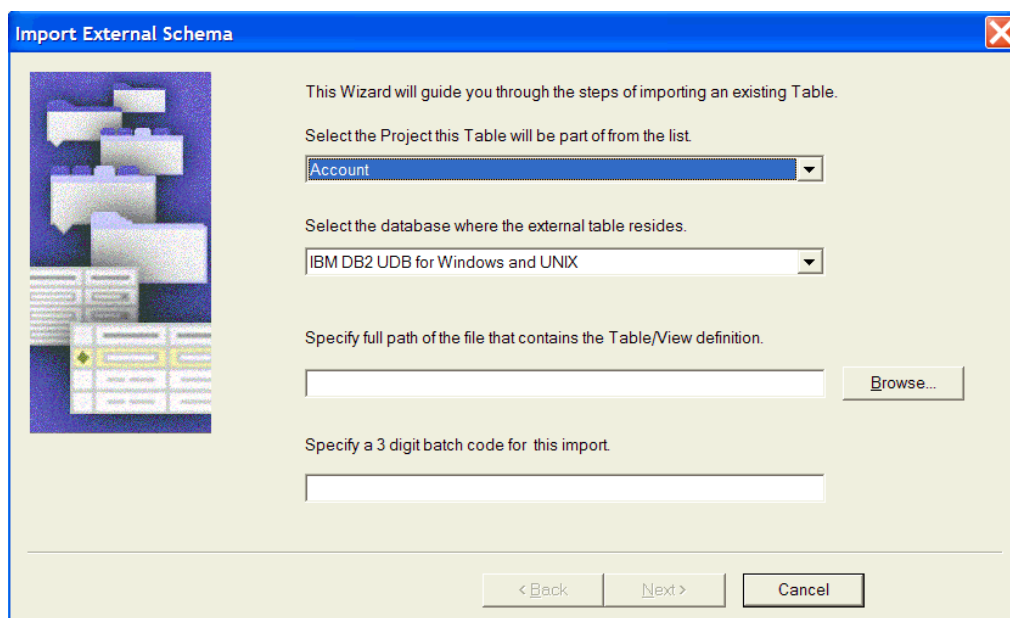 Import External Schema
This Wizard will guide you through the steps of importing an existing Table.
Select the Project this Table will be part of from the list.
Account
Select the database where the external table resides.
IBM DB2 UDB for Windows and UNIX
Specify full path of the file that contains the Table/View definition.
Browse...
Specify a 3 digit batch code for this import.
< Back Next > Cancel